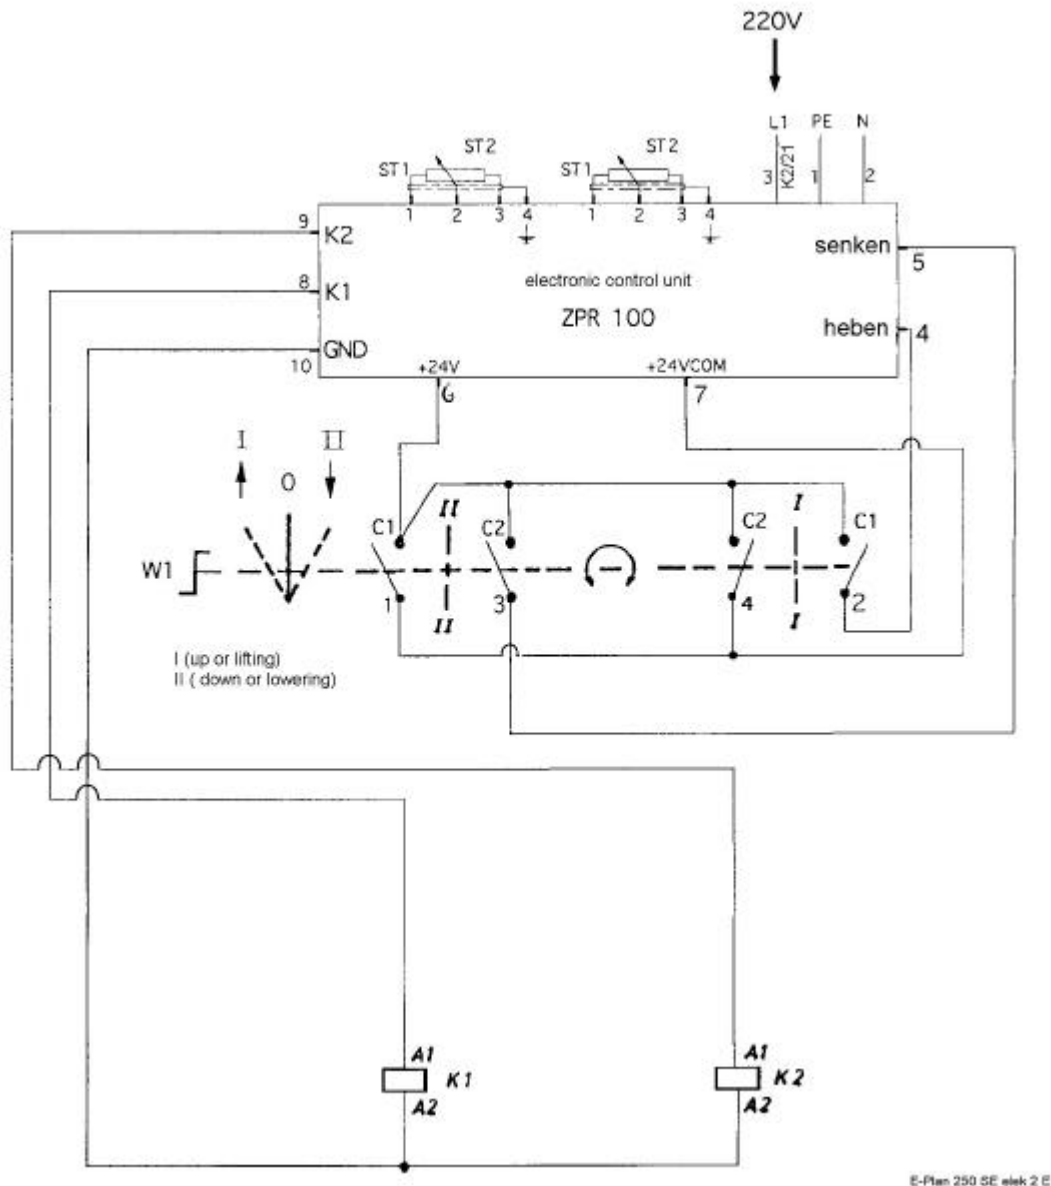 220V
L1 PE N
K2/21
3 1 2
ST1 ST2 ST1 ST2
1 2 3 4 1 2 3 4
9 K2
senken 5
8 K1
electronic control unit
ZPR 100
heben 4
10 GND
+24V +24VCOM
6 7
I II
0
C1 II C2 C2 I C1
W1
1 II 3 4 I 2
I (up or lifting)
II ( down or lowering)
A1 A1
K1 K2
A2 A2
E-Plan 250 SE elek 2 E